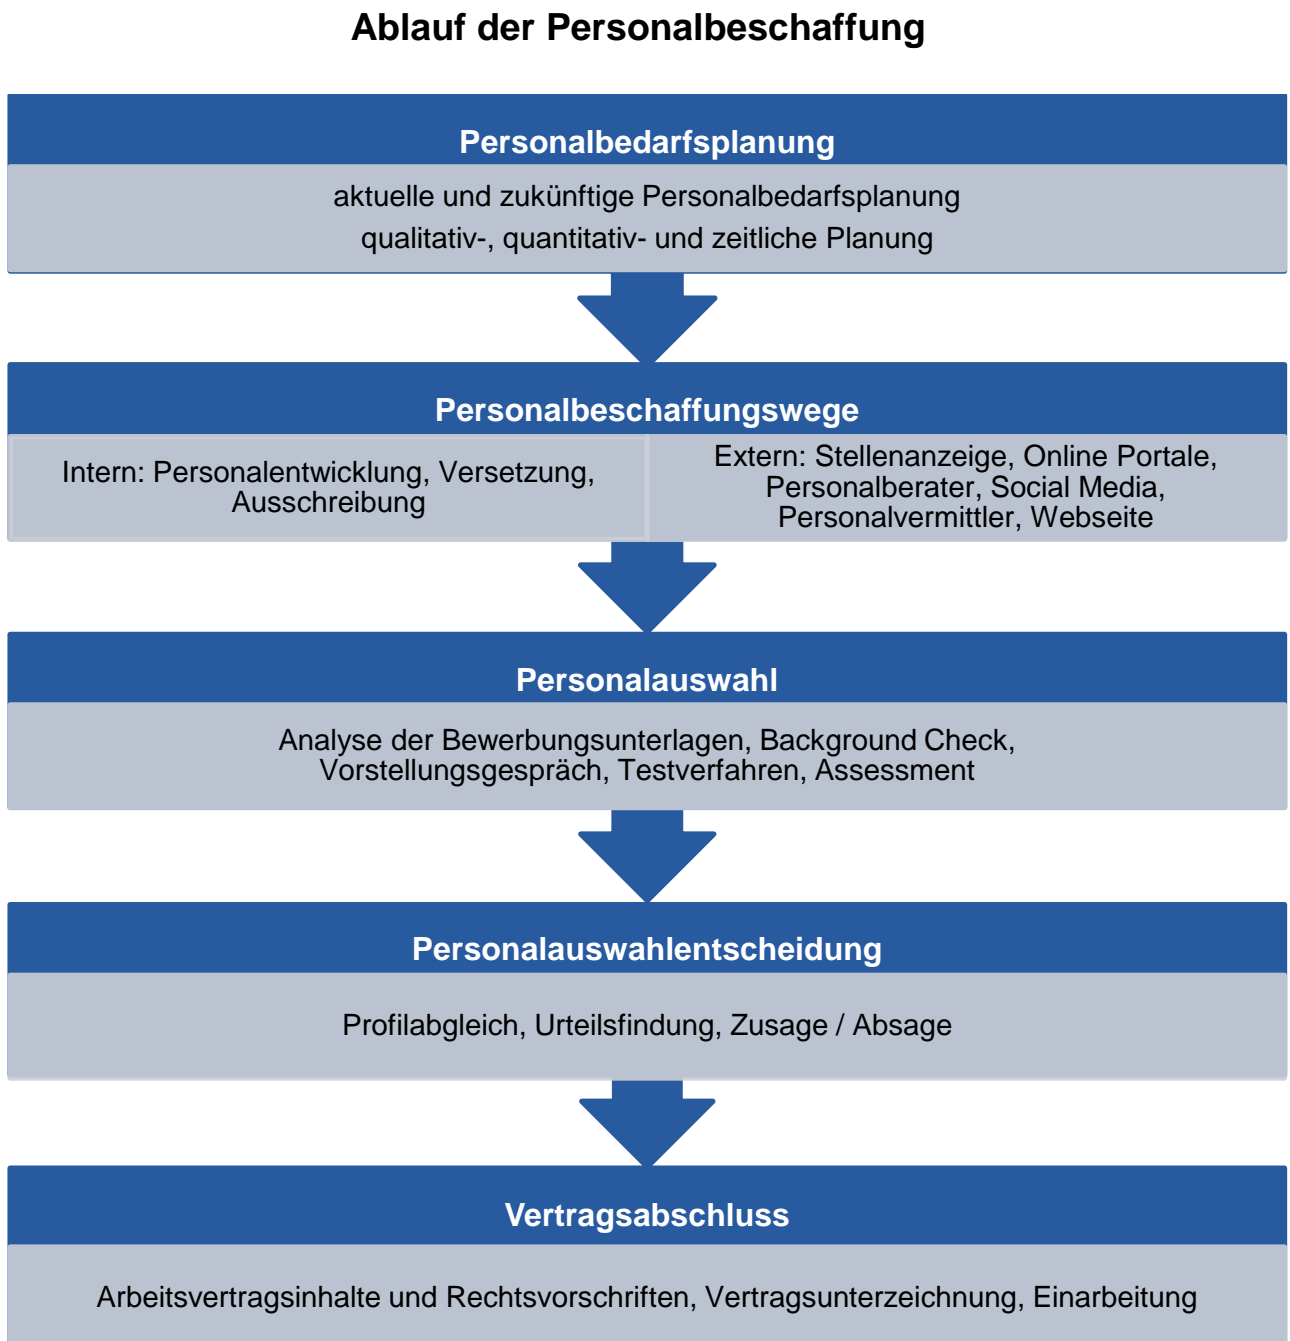 Ablauf der Personalbeschaffung
Personalbedarfsplanung
aktuelle und zukünftige Personalbedarfsplanung
qualitativ-, quantitativ- und zeitliche Planung
Personalbeschaffungswege
Intern: Personalentwicklung, Versetzung,
Ausschreibung
Extern: Stellenanzeige, Online Portale,
Personalberater, Social Media,
Personalvermittler, Webseite
Personalauswahl
Analyse der Bewerbungsunterlagen, Background Check,
Vorstellungsgespräch, Testverfahren, Assessment
Personalauswahlentscheidung
Profilabgleich, Urteilsfindung, Zusage / Absage
Vertragsabschluss
Arbeitsvertragsinhalte und Rechtsvorschriften, Vertragsunterzeichnung, Einarbeitung